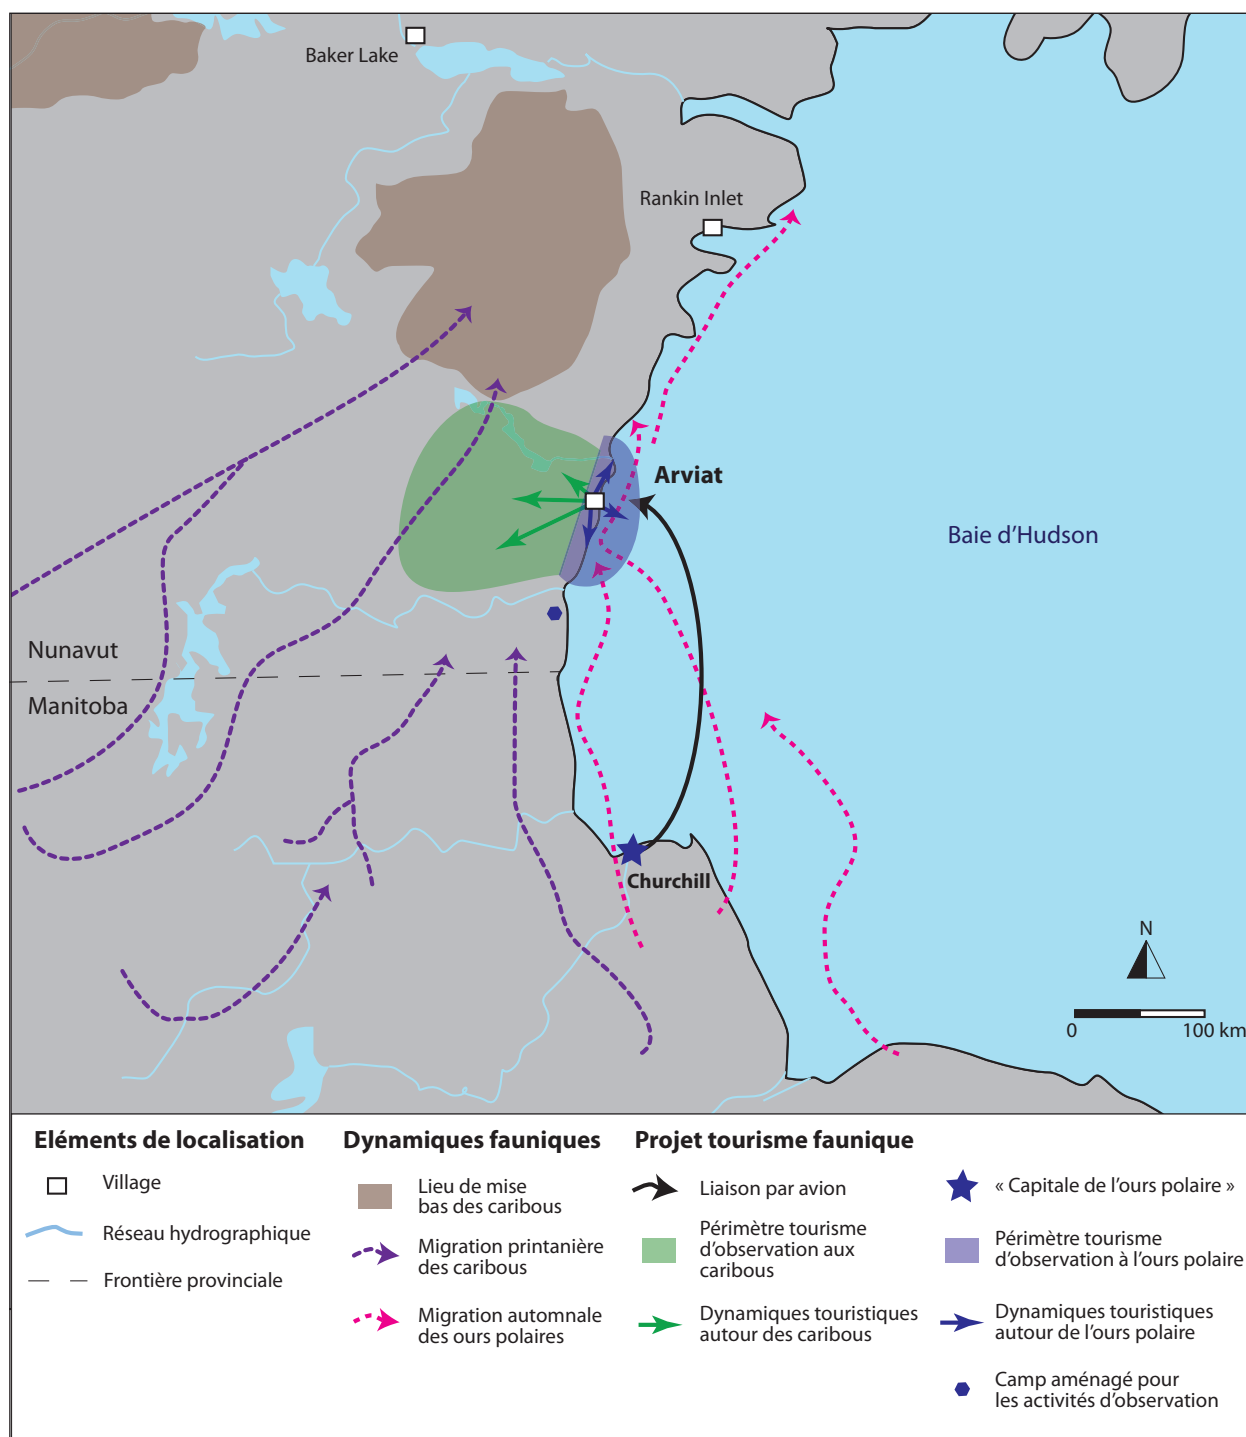 Baker Lake
Rankin Inlet
Arviat
Baie d'Hudson
Nunavut
Manitoba
Churchill
N
0 100 km
Eléments de localisation
Village
Réseau hydrographique
Frontière provinciale
Dynamiques fauniques
Lieu de mise
bas des caribous
Migration printanière
des caribous
Migration automnale
des ours polaires
Projet tourisme faunique
Liaison par avion
Périmètre tourisme
d'observation aux
caribous
Dynamiques touristiques
autour des caribous
« Capitale de l'ours polaire »
Périmètre tourisme
d'observation à l'ours polaire
Dynamiques touristiques
autour de l'ours polaire
Camp aménagé pour
les activités d'observation